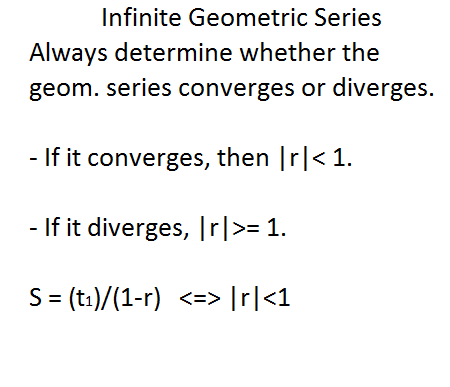 Infinite Geometric Series
Always determine whether the
geom. series converges or diverges.
- If it converges, then |r|< 1.
- If it diverges, |r|>= 1.
S = (t₁)/(1-r)  <=> |r|<1